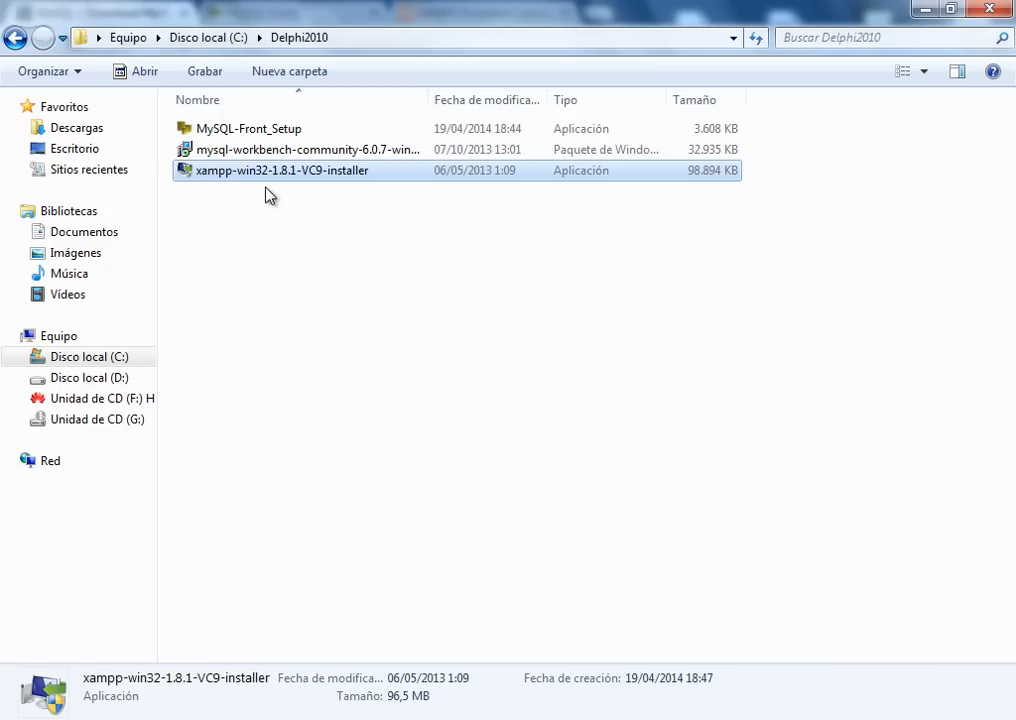 Equipo Disco local (C:) Delphi2010
Buscar Delphi2010
Organizar Abrir Grabar Nueva carpeta
Favoritos
Descargas
Escritorio
Sitios recientes
Bibliotecas
Documentos
Imágenes
Música
Vídeos
Equipo
Disco local (C:)
Disco local (D:)
Unidad de CD (F:) H
Unidad de CD (G:)
Red
Nombre Fecha de modifica... Tipo Tamaño
MySQL-Front_Setup 19/04/2014 18:44 Aplicación 3.608 KB
mysql-workbench-community-6.0.7-win... 07/10/2013 13:01 Paquete de Windo... 32.935 KB
xampp-win32-1.8.1-VC9-installer 06/05/2013 1:09 Aplicación 98.894 KB
xampp-win32-1.8.1-VC9-installer Fecha de modifica... 06/05/2013 1:09 Fecha de creación: 19/04/2014 18:47
Aplicación Tamaño: 96,5 MB